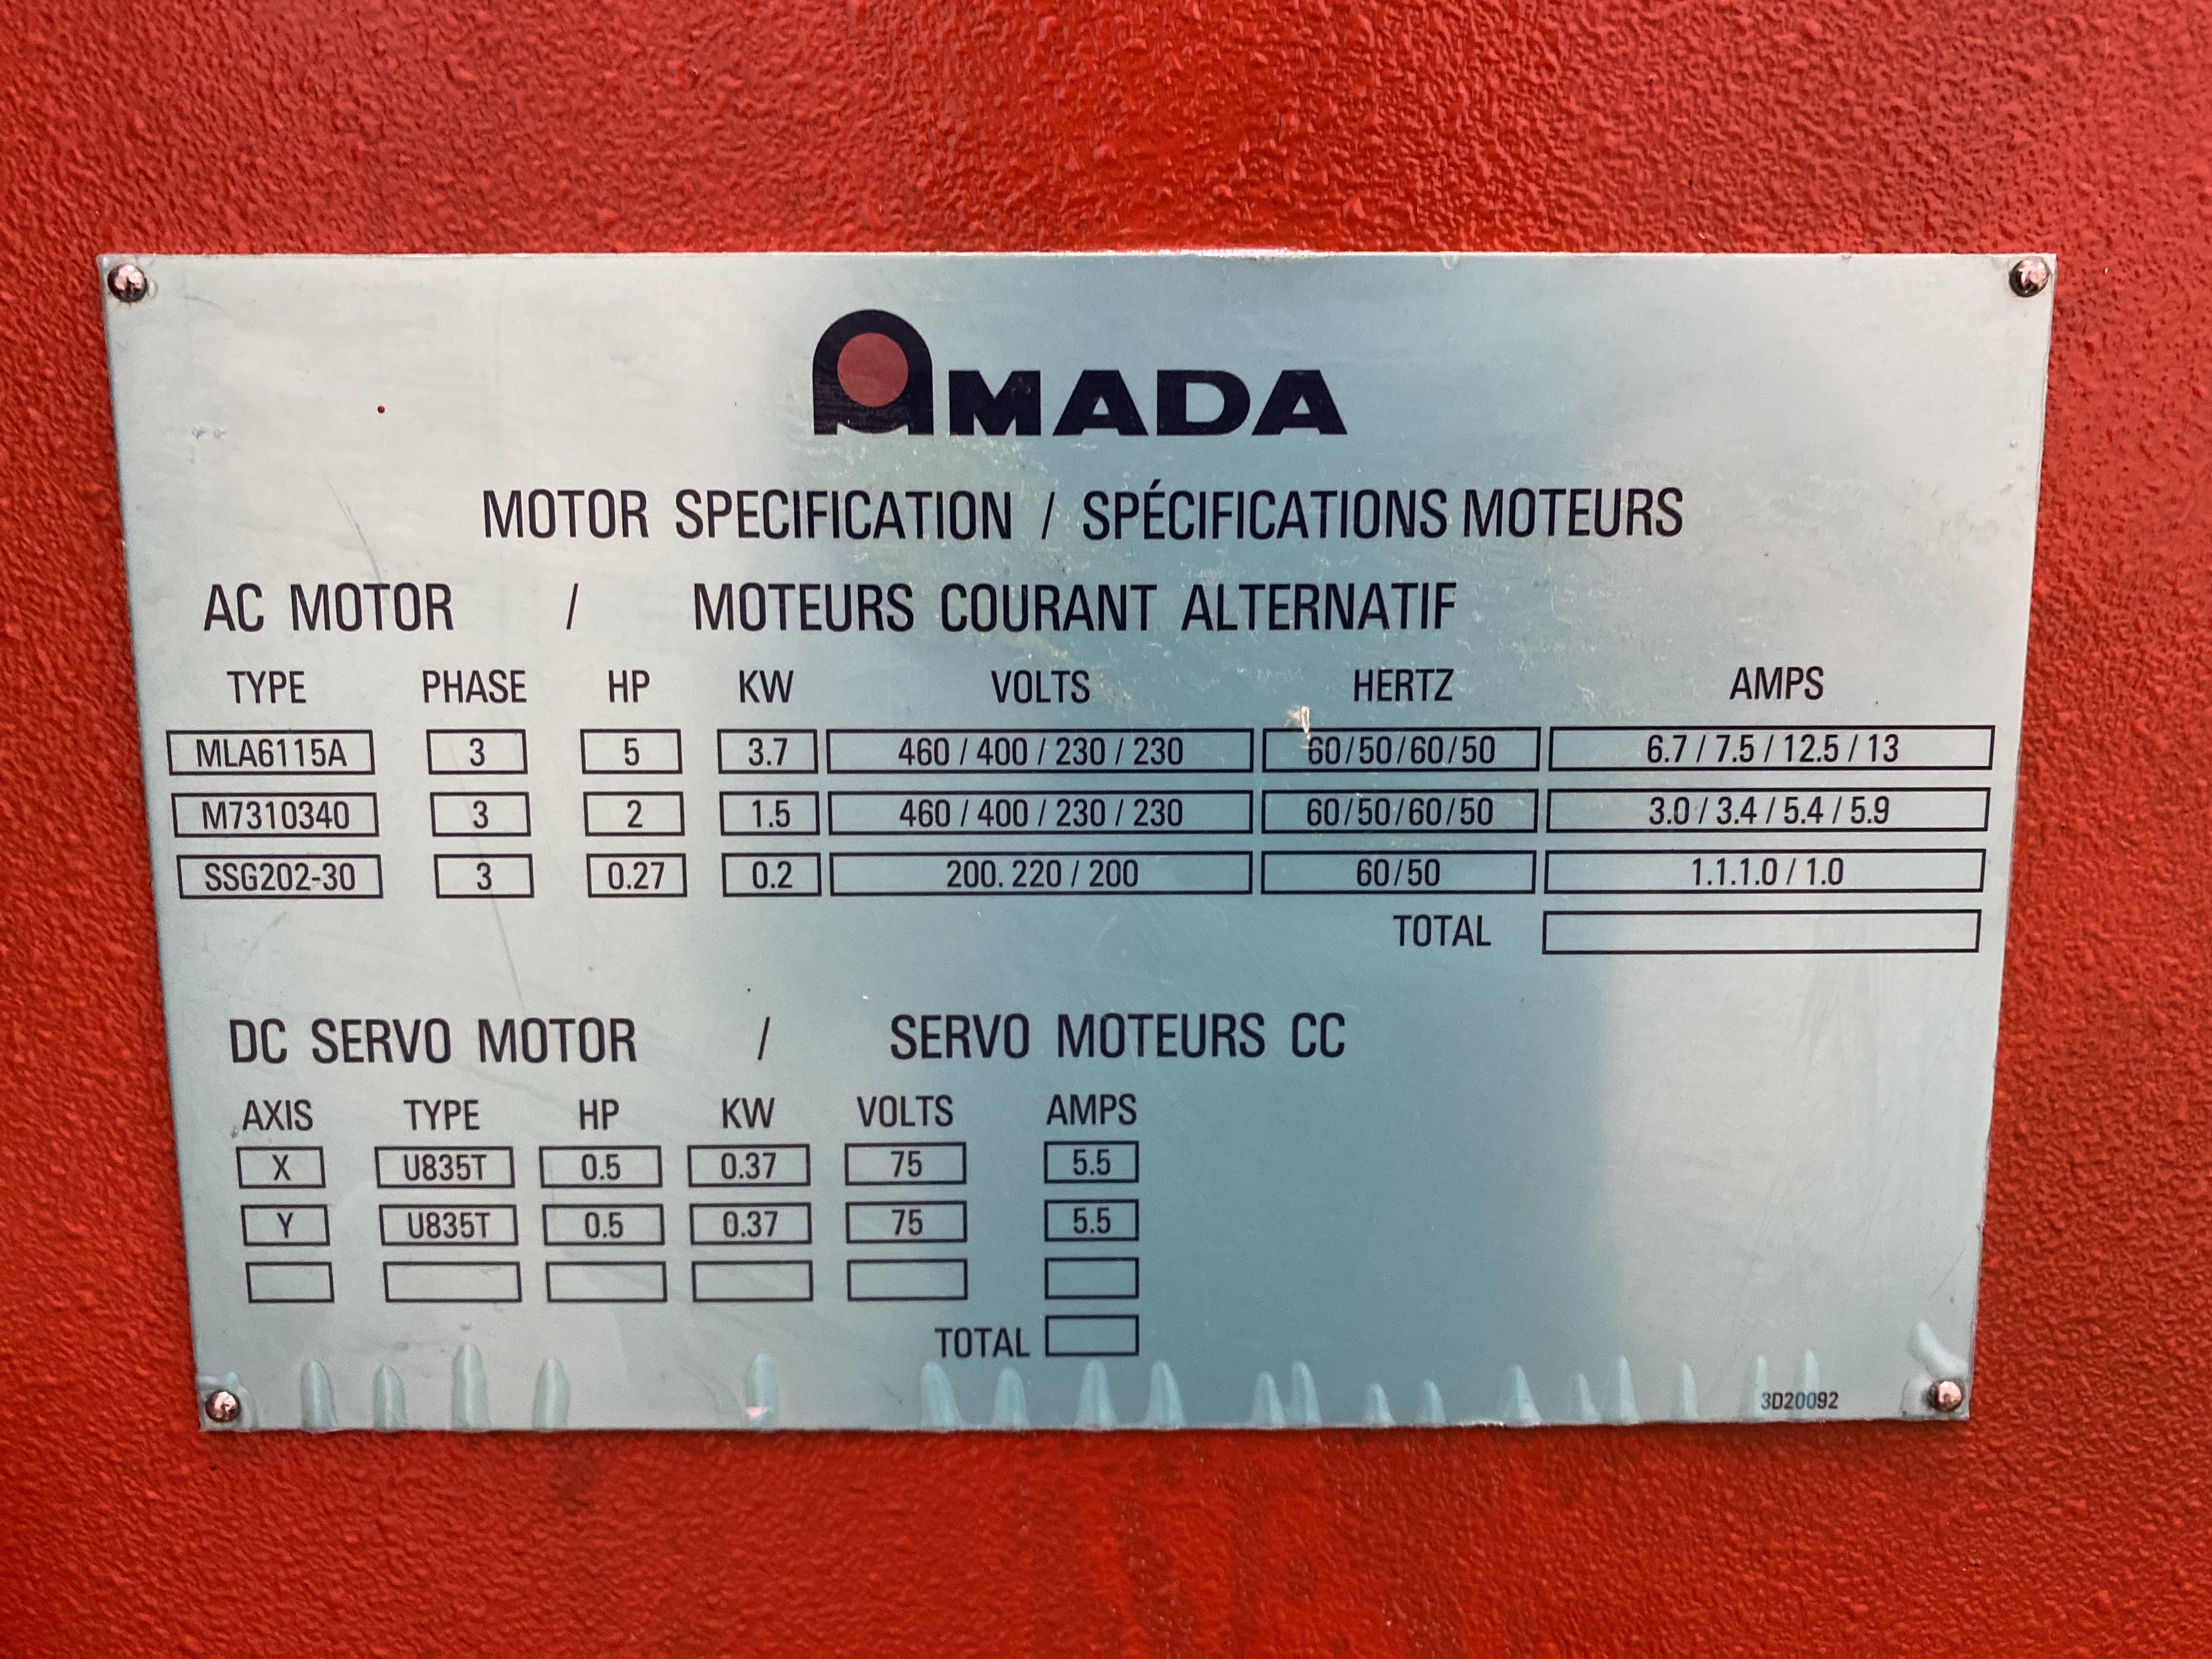 AMADA
MOTOR SPECIFICATION / SPÉCIFICATIONS MOTEURS
AC MOTOR / MOTEURS COURANT ALTERNATIF
TYPE PHASE HP KW VOLTS HERTZ AMPS
MLA6115A 3 5 3.7 460 / 400 / 230 / 230 60/50/60/50 6.7 / 7.5 / 12.5 / 13
M7310340 3 2 1.5 460 / 400 / 230 / 230 60/50/60/50 3.0 / 3.4 / 5.4 / 5.9
SSG202-30 3 0.27 0.2 200. 220 / 200 60/50 1.1.1.0 / 1.0
TOTAL
DC SERVO MOTOR / SERVO MOTEURS CC
AXIS TYPE HP KW VOLTS AMPS
X U835T 0.5 0.37 75 5.5
Y U835T 0.5 0.37 75 5.5
TOTAL
3D20092